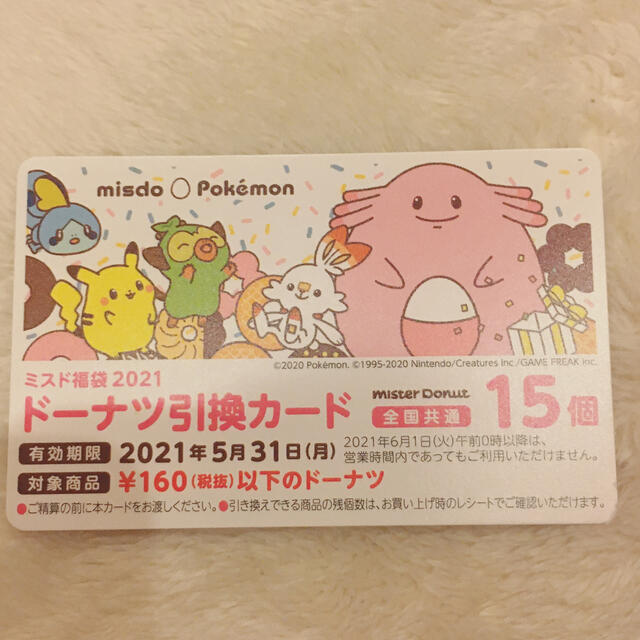 misdo ○ Pokémon
©2020 Pokémon. ©1995-2020 Nintendo/Creatures Inc./GAME FREAK inc.
ミスド福袋2021
ドーナツ引換カード mister Donut 全国共通 15個
有効期限 2021年5月31日(月) 2021年6月1日(火)午前0時以降は、
営業時間内であってもご利用いただけません。
対象商品 ¥160(税抜)以下のドーナツ
●ご精算の前に本カードをお渡しください。●引き換えできる商品の残個数は、お買い上げ時のレシートでご確認いただけます。